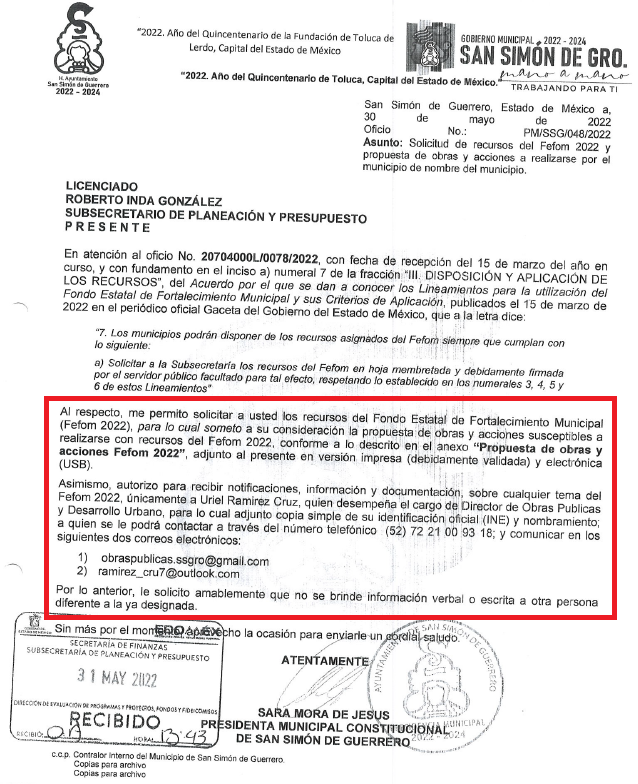 H. Ayuntamiento
San Simón de Guerrero
2022 - 2024
"2022. Año del Quincentenario de la Fundación de Toluca de
Lerdo, Capital del Estado de México
GOBIERNO MUNICIPAL 2022 - 2024
SAN SIMÓN DE GRO.
mano a mano
TRABAJANDO PARA TI
"2022. Año del Quincentenario de Toluca, Capital del Estado de México."
San Simón de Guerrero, Estado de México a,
30 de mayo de 2022
Oficio No.: PM/SSG/048/2022
Asunto: Solicitud de recursos del Fefom 2022 y
propuesta de obras y acciones a realizarse por el
municipio de nombre del municipio.
LICENCIADO
ROBERTO INDA GONZÁLEZ
SUBSECRETARIO DE PLANEACIÓN Y PRESUPUESTO
P R E S E N T E
En atención al oficio No. 20704000L/0078/2022, con fecha de recepción del 15 de marzo del año en
curso, y con fundamento en el inciso a) numeral 7 de la fracción "III. DISPOSICIÓN Y APLICACIÓN DE
LOS RECURSOS", del Acuerdo por el que se dan a conocer los Lineamientos para la utilización del
Fondo Estatal de Fortalecimiento Municipal y sus Criterios de Aplicación, publicados el 15 de marzo de
2022 en el periódico oficial Gaceta del Gobierno del Estado de México, que a la letra dice:
"7. Los municipios podrán disponer de los recursos asignados del Fefom siempre que cumplan con
lo siguiente:
a) Solicitar a la Subsecretaría los recursos del Fefom en hoja membretada y debidamente firmada
por el servidor público facultado para tal efecto, respetando lo establecido en los numerales 3, 4, 5 y
6 de estos Lineamientos"
Al respecto, me permito solicitar a usted los recursos del Fondo Estatal de Fortalecimiento Municipal
(Fefom 2022), para lo cual someto a su consideración la propuesta de obras y acciones susceptibles a
realizarse con recursos del Fefom 2022, conforme a lo descrito en el anexo "Propuesta de obras y
acciones Fefom 2022", adjunto al presente en versión impresa (debidamente validada) y electrónica
(USB).
Asimismo, autorizo para recibir notificaciones, información y documentación, sobre cualquier tema del
Fefom 2022, únicamente a Uriel Ramirez Cruz, quien desempeña el cargo de Director de Obras Publicas
y Desarrollo Urbano, para lo cual adjunto copia simple de su identificación oficial (INE) y nombramiento;
a quien se le podrá contactar a través del número telefónico (52) 72 21 00 93 18; y comunicar en los
siguientes dos correos electrónicos:
1) obraspublicas.ssgro@gmail.com
2) ramirez_cru7@outlook.com
Por lo anterior, le solicito amablemente que no se brinde información verbal o escrita a otra persona
diferente a la ya designada.
Sin más por el momento aprovecho la ocasión para enviarle un cordial saludo.
SECRETARÍA DE FINANZAS
SUBSECRETARÍA DE PLANEACIÓN Y PRESUPUESTO
31 MAY 2022
DIRECCIÓN DE EVALUACIÓN DE PROGRAMAS Y PROYECTOS, FONDOS Y FIDEICOMISOS
RECIBIDO
RECIBIÓ: HORA: 13:43
ATENTAMENTE
AYUNTAMIENTO DE SAN SIMÓN DE GUERRERO
PRESIDENCIA MUNICIPAL
2022 - 2024
SARA MORA DE JESUS
PRESIDENTA MUNICIPAL CONSTITUCIONAL
DE SAN SIMÓN DE GUERRERO
c.c.p. Contralor Interno del Municipio de San Simón de Guerrero.
Copias para archivo
Copias para archivo